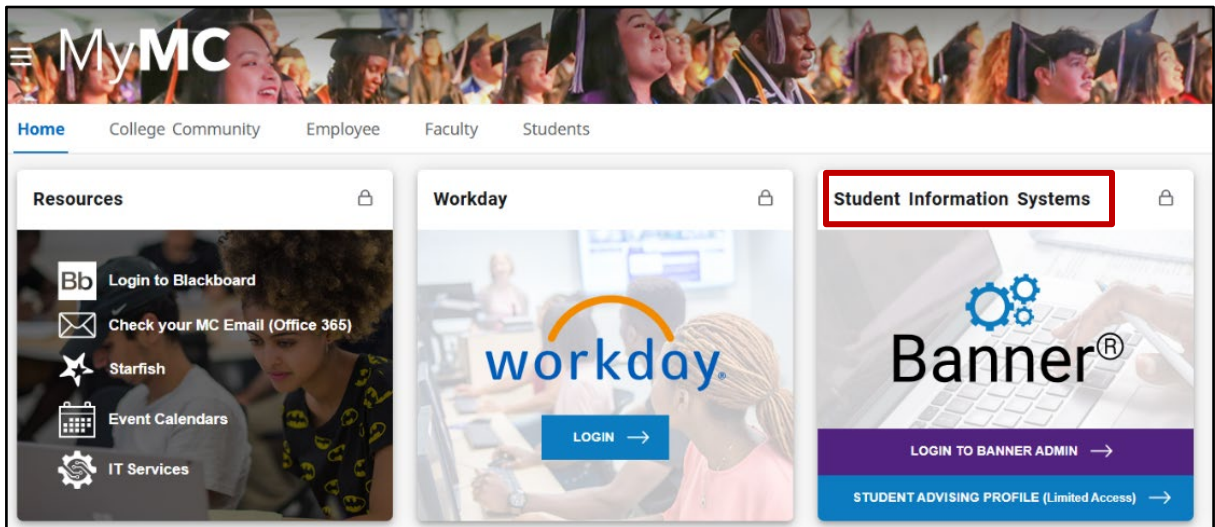 MyMC
Home College Community Employee Faculty Students
Resources
Bb Login to Blackboard
Check your MC Email (Office 365)
Starfish
Event Calendars
IT Services
Workday
workday.
LOGIN →
Student Information Systems
Banner®
LOGIN TO BANNER ADMIN →
STUDENT ADVISING PROFILE (Limited Access) →